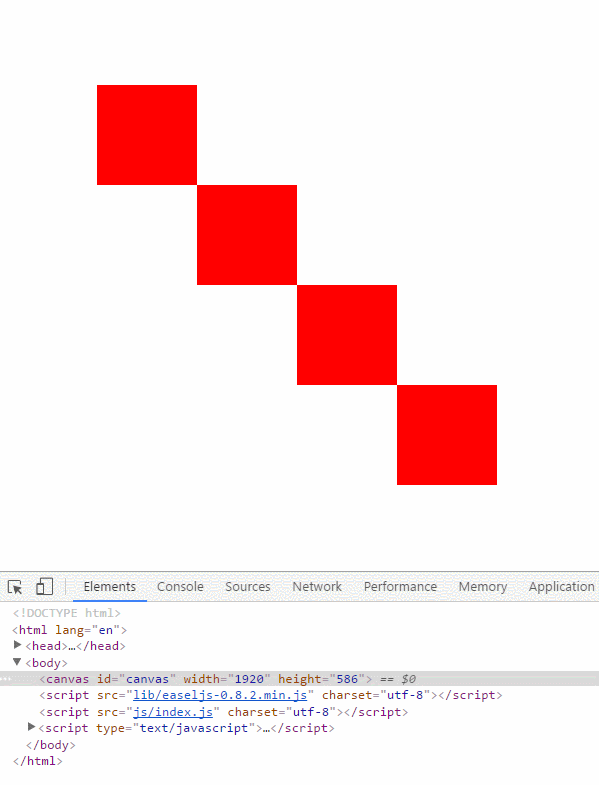 Elements Console Sources Network Performance Memory Application
<!DOCTYPE html>
<html lang="en">
<head>…</head>
<body>
<canvas id="canvas" width="1920" height="586"> == $0
<script src="lib/easeljs-0.8.2.min.js" charset="utf-8"></script>
<script src="js/index.js" charset="utf-8"></script>
<script type="text/javascript">…</script>
</body>
</html>